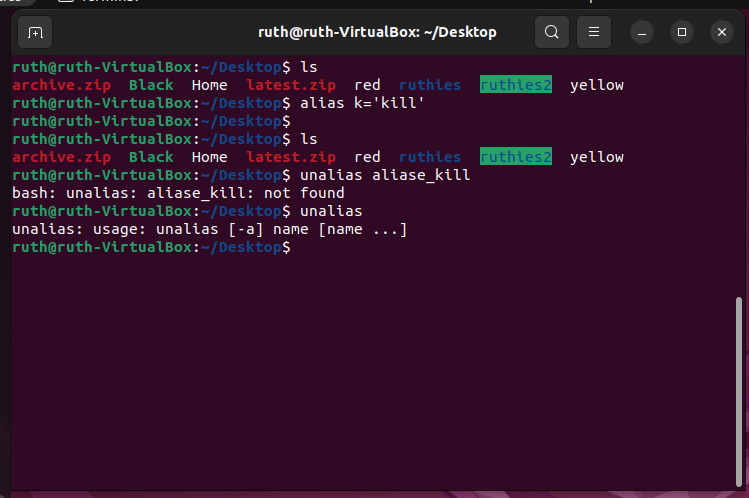 ruth@ruth-VirtualBox: ~/Desktop
ruth@ruth-VirtualBox:~/Desktop$ ls
archive.zip  Black  Home  latest.zip  red  ruthies  ruthies2  yellow
ruth@ruth-VirtualBox:~/Desktop$ alias k='kill'
ruth@ruth-VirtualBox:~/Desktop$
ruth@ruth-VirtualBox:~/Desktop$ ls
archive.zip  Black  Home  latest.zip  red  ruthies  ruthies2  yellow
ruth@ruth-VirtualBox:~/Desktop$ unalias aliase_kill
bash: unalias: aliase_kill: not found
ruth@ruth-VirtualBox:~/Desktop$ unalias
unalias: usage: unalias [-a] name [name ...]
ruth@ruth-VirtualBox:~/Desktop$